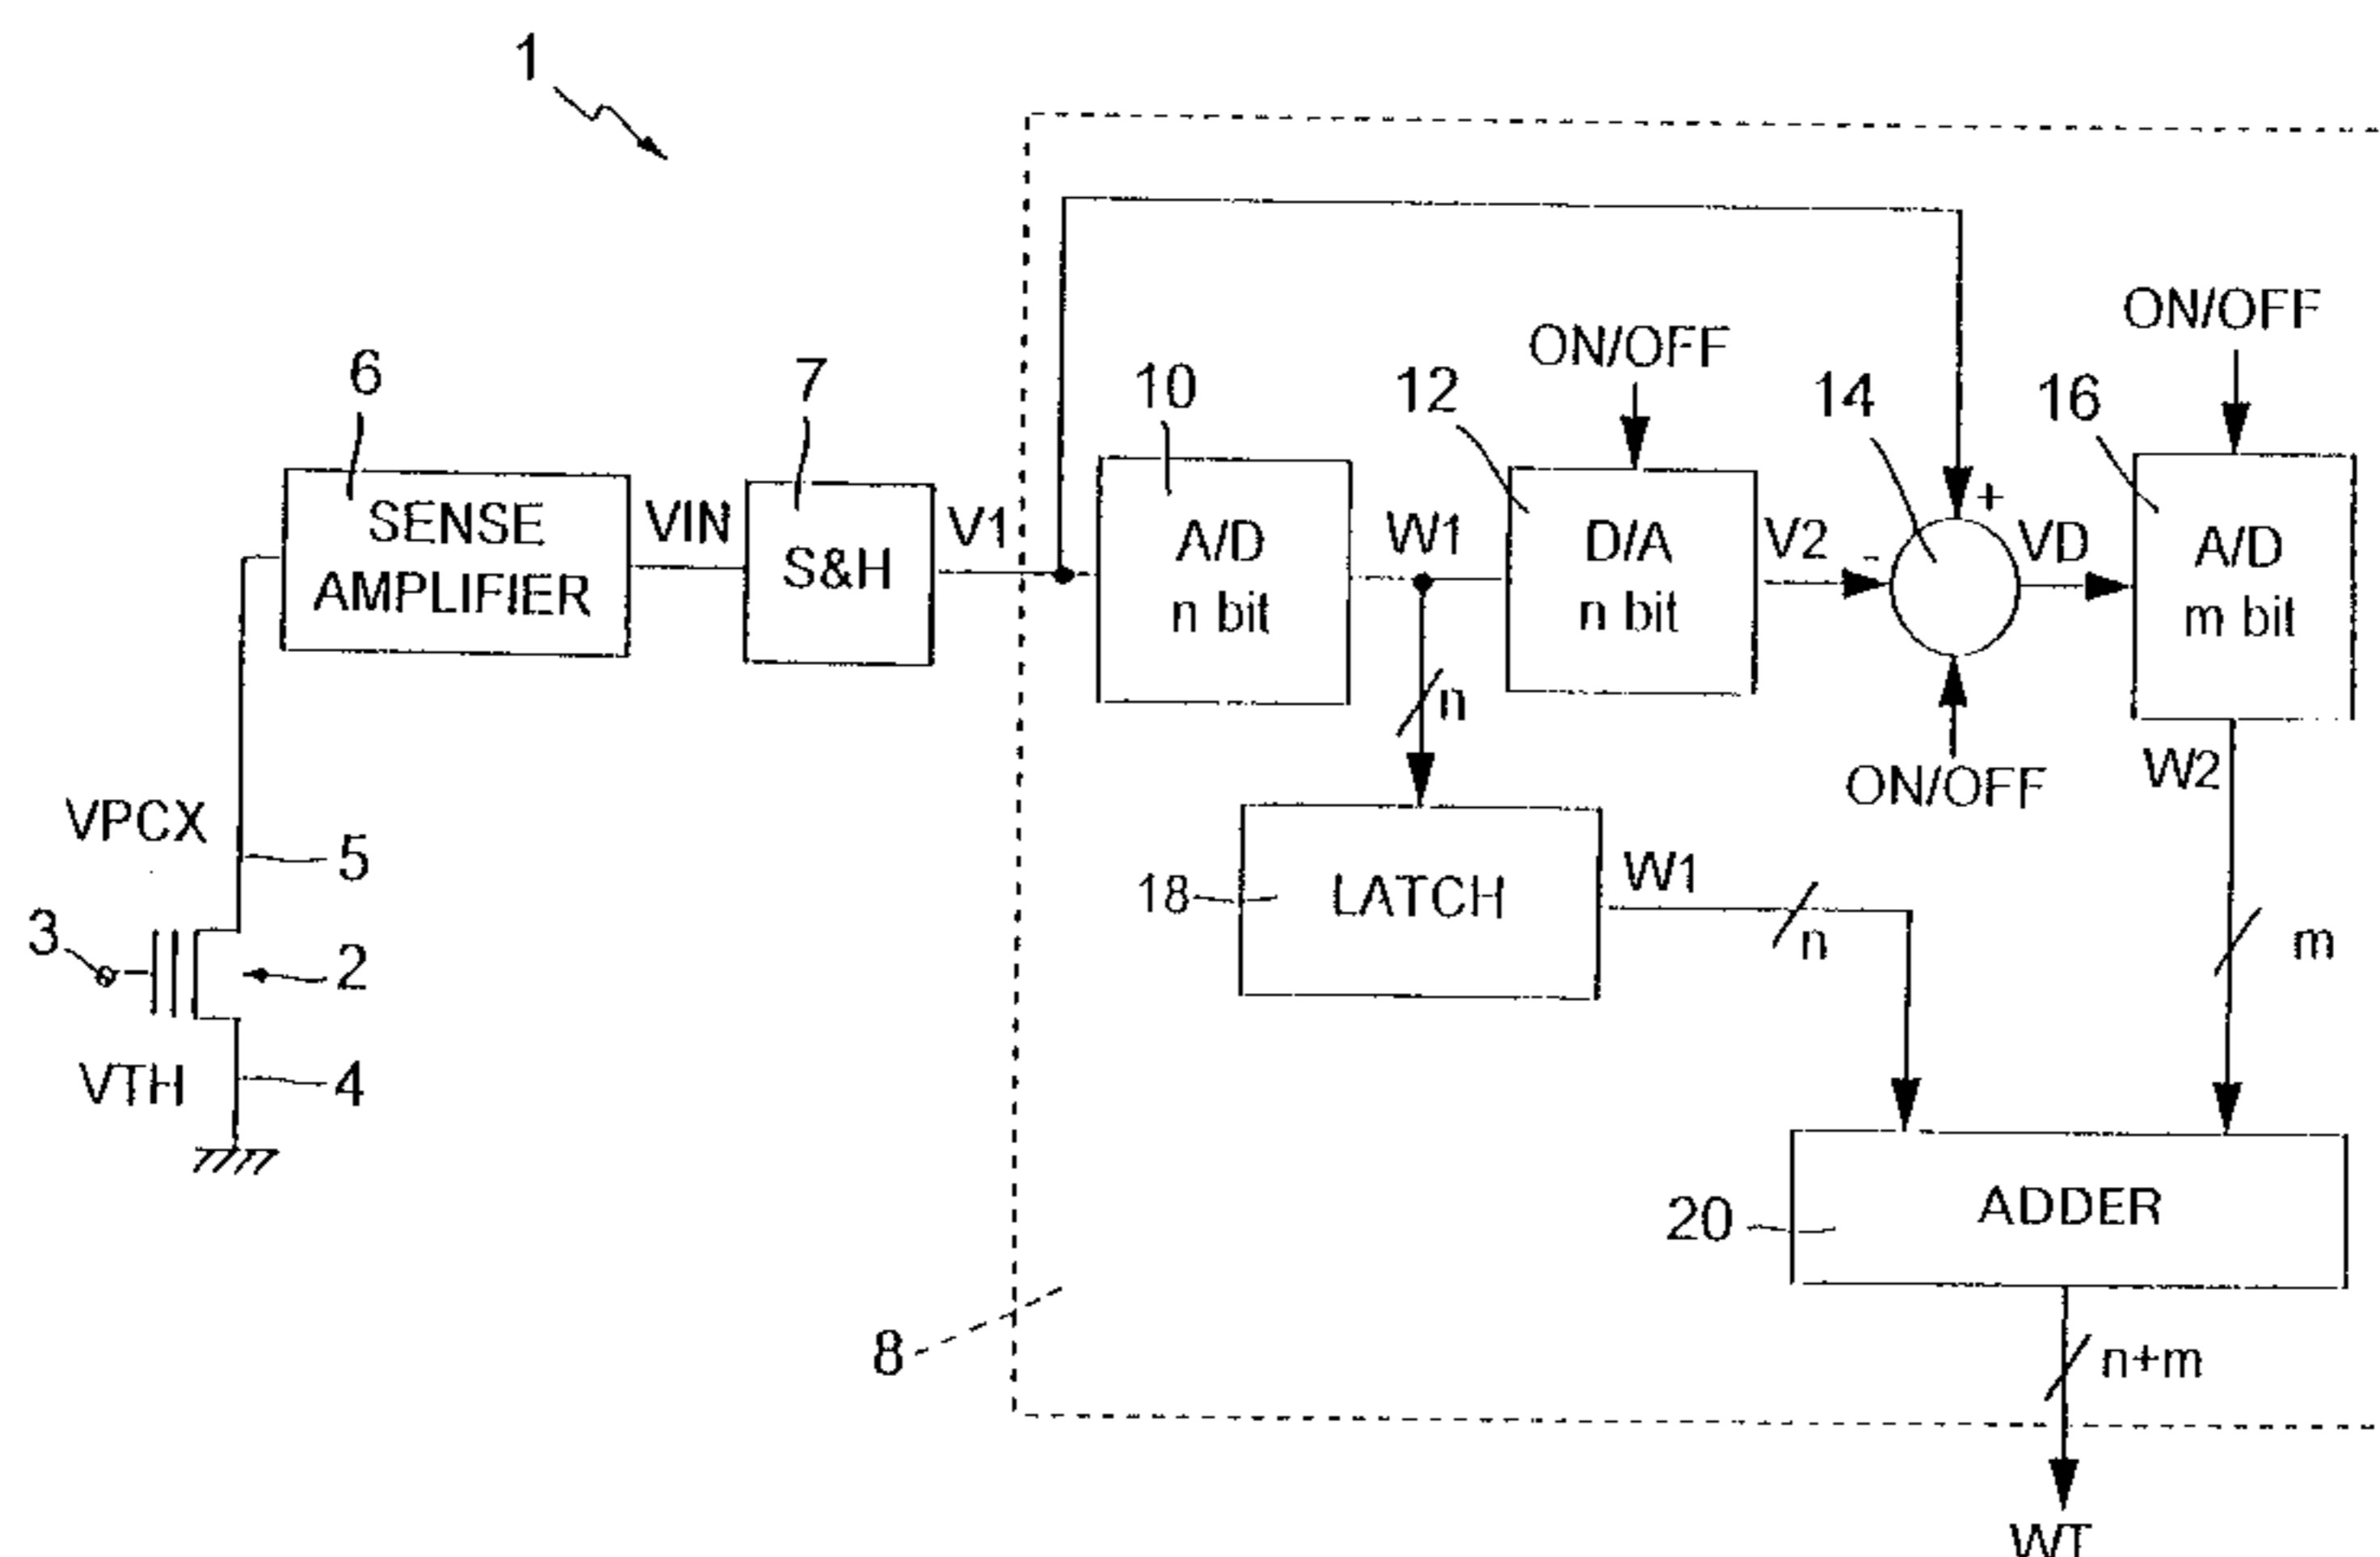 1
ON/OFF
ON/OFF
6
7
10
12
14
16
+
SENSE
AMPLIFIER
VIN
S&H
V1
A/D
n bit
W1
D/A
n bit
V2
-
VD
A/D
m bit
n
ON/OFF
W2
VPCX
5
18
LATCH
W1
n
m
3
2
VTH
4
20
ADDER
8
n+m
WT